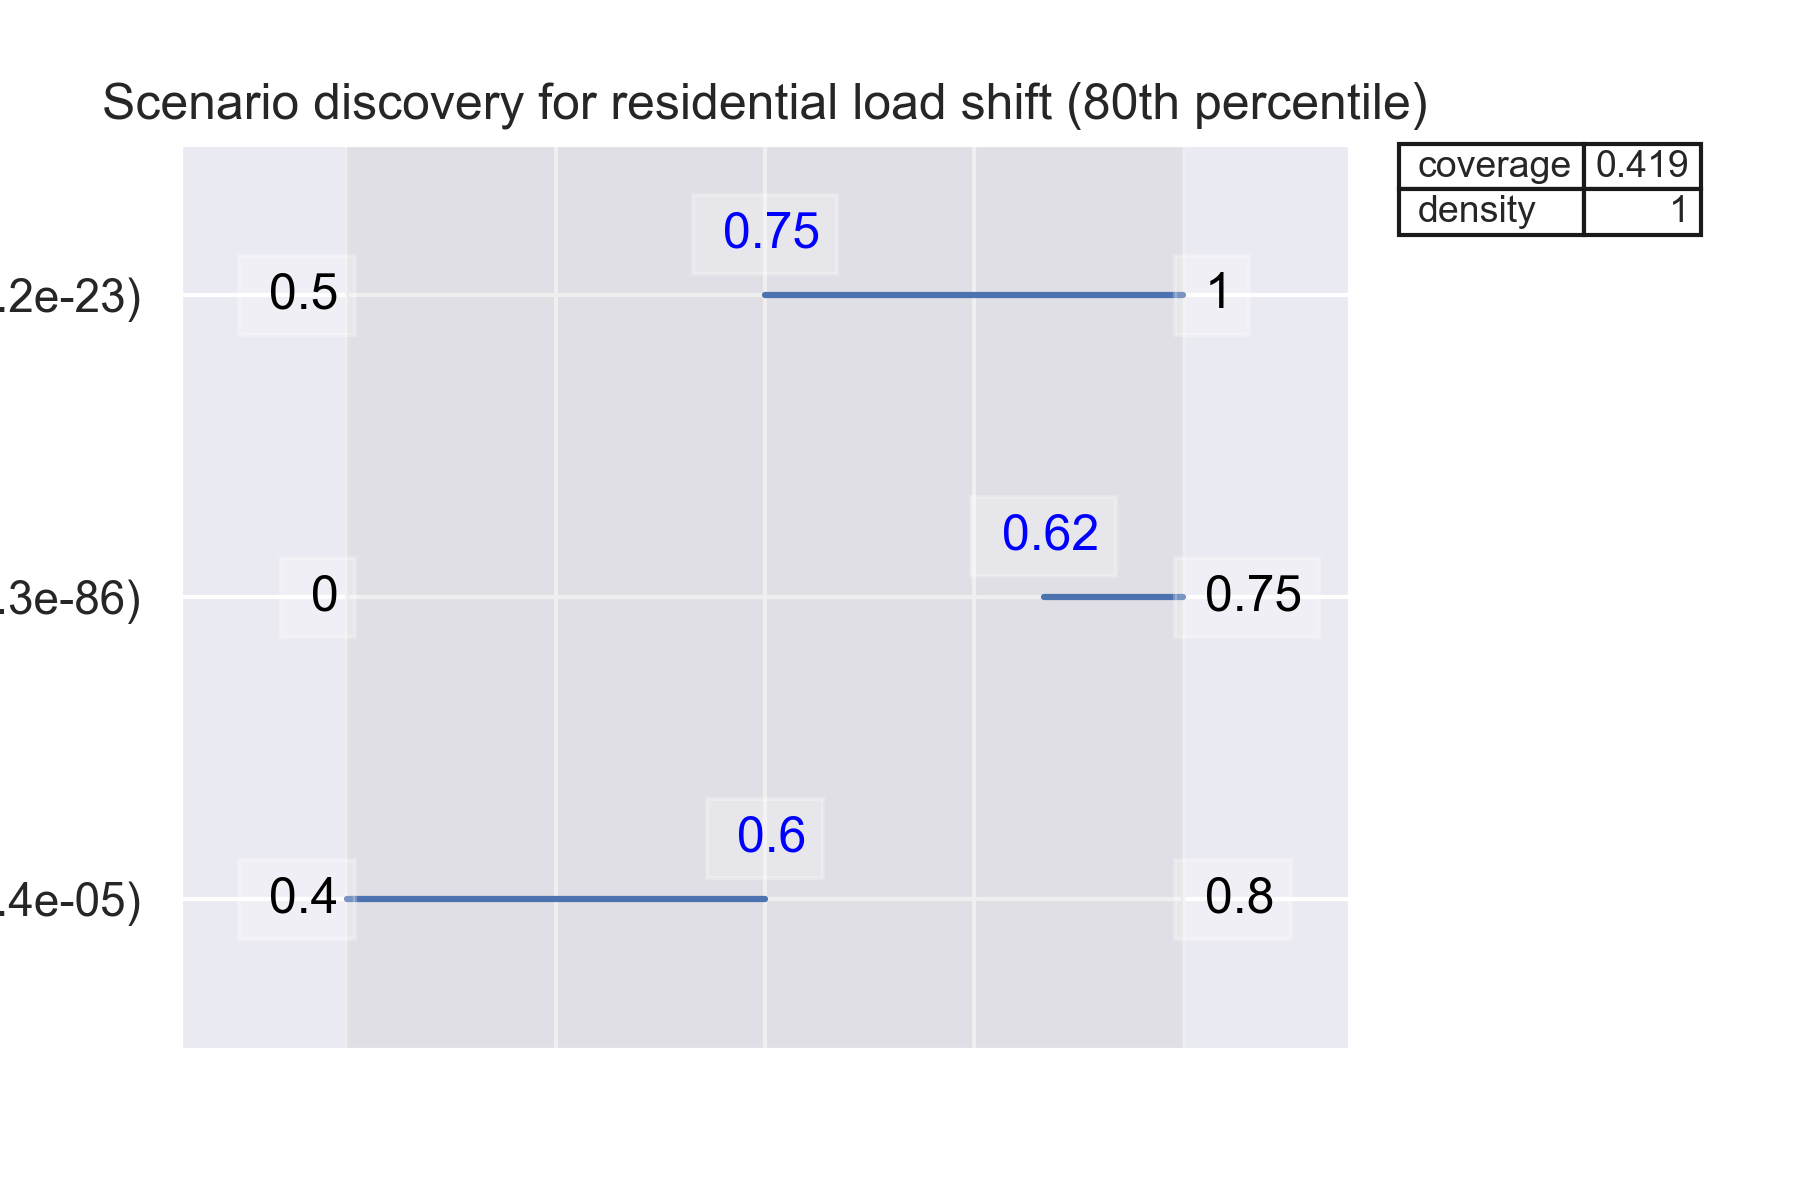 Scenario discovery for residential load shift (80th percentile)
coverage 0.419
density 1
0.75
.2e-23) 0.5 1
0.62
.3e-86) 0 0.75
0.6
.4e-05) 0.4 0.8